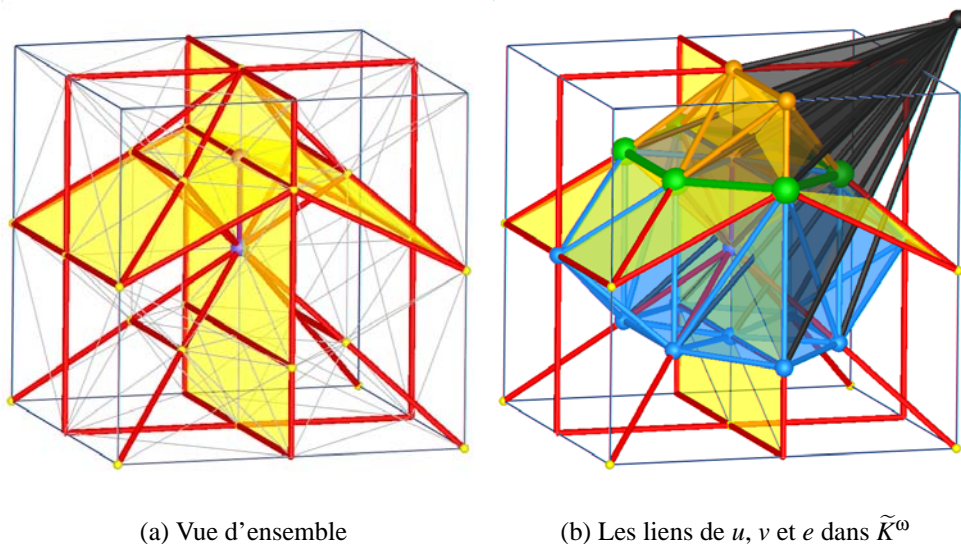 (a) Vue d'ensemble
(b) Les liens de u, v et e dans K̃^ω